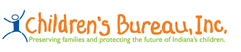 Children's Bureau, Inc.
Preserving families and protecting the future of Indiana's children.